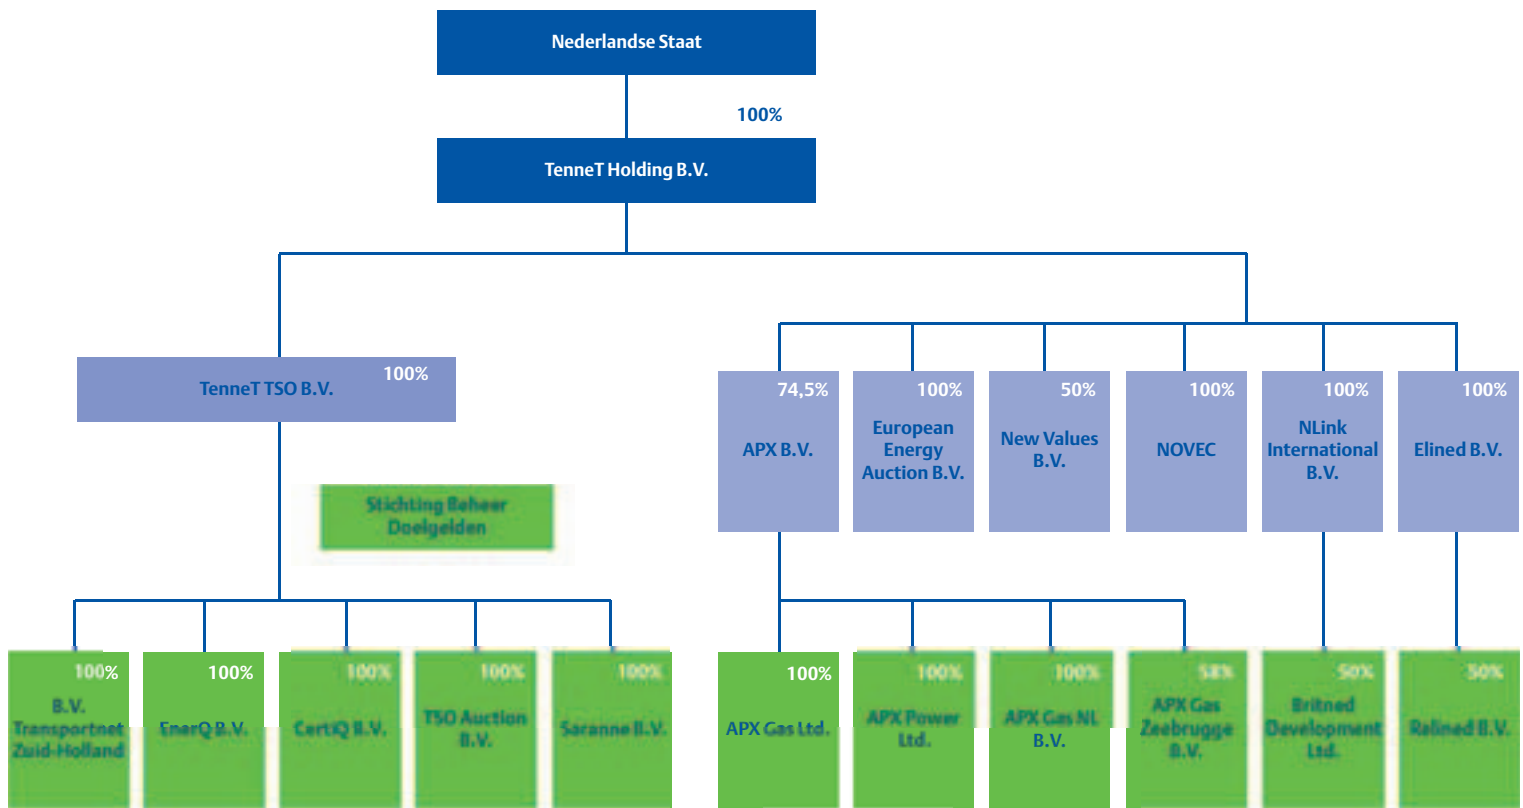 Nederlandse Staat
100%
TenneT Holding B.V.
100%
TenneT TSO B.V.
74,5%
APX B.V.
100%
European
Energy
Auction B.V.
50%
New Values
B.V.
100%
NOVEC
100%
NLink
International
B.V.
100%
Elined B.V.
Stichting Beheer
Doelgelden
100%
B.V.
Transportnet
Zuid-Holland
100%
EnerQ B.V.
100%
CertiQ B.V.
100%
TSO Auction
B.V.
100%
Saranne B.V.
100%
APX Gas Ltd.
100%
APX Power
Ltd.
100%
APX Gas NL
B.V.
58%
APX Gas
Zeebrugge
B.V.
50%
Britned
Development
Ltd.
50%
Relined B.V.